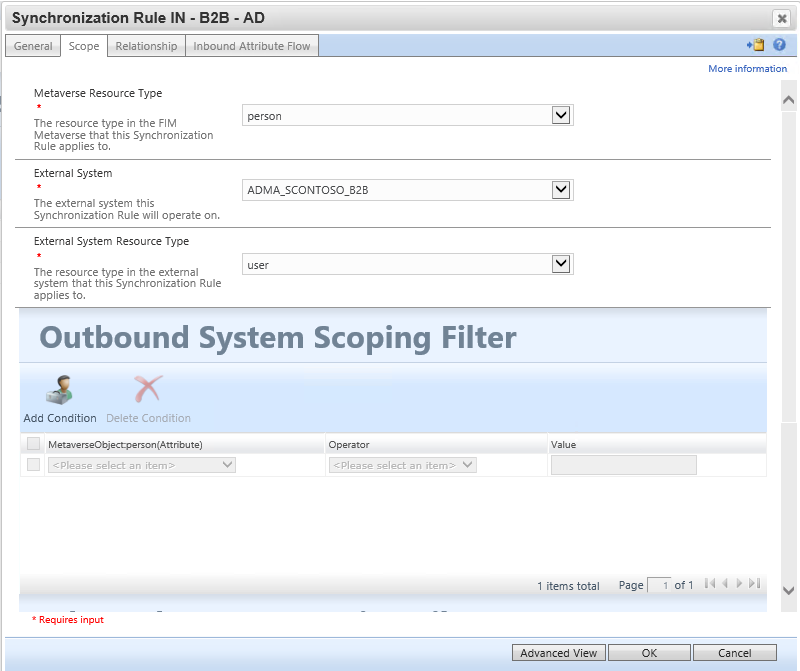 Synchronization Rule IN - B2B - AD
General Scope Relationship Inbound Attribute Flow
More information
Metaverse Resource Type
*
The resource type in the FIM
Metaverse that this Synchronization
Rule applies to.
person
External System
*
The external system this
Synchronization Rule will operate on.
ADMA_SCONTOSO_B2B
External System Resource Type
*
The resource type in the external
system that this Synchronization Rule
applies to.
user
Outbound System Scoping Filter
Add Condition Delete Condition
MetaverseObject:person(Attribute) Operator Value
<Please select an item> <Please select an item>
1 items total Page 1 of 1
* Requires input
Advanced View OK Cancel